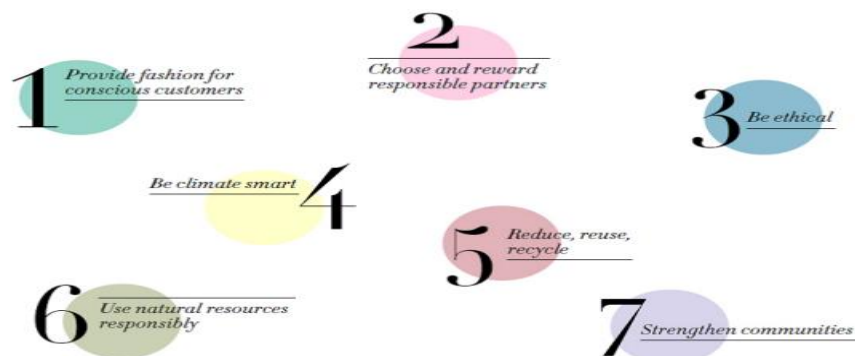 1
Provide fashion for
conscious customers
2
Choose and reward
responsible partners
3
Be ethical
Be climate smart
4
5
Reduce, reuse,
recycle
6
Use natural resources
responsibly
7
Strengthen communities